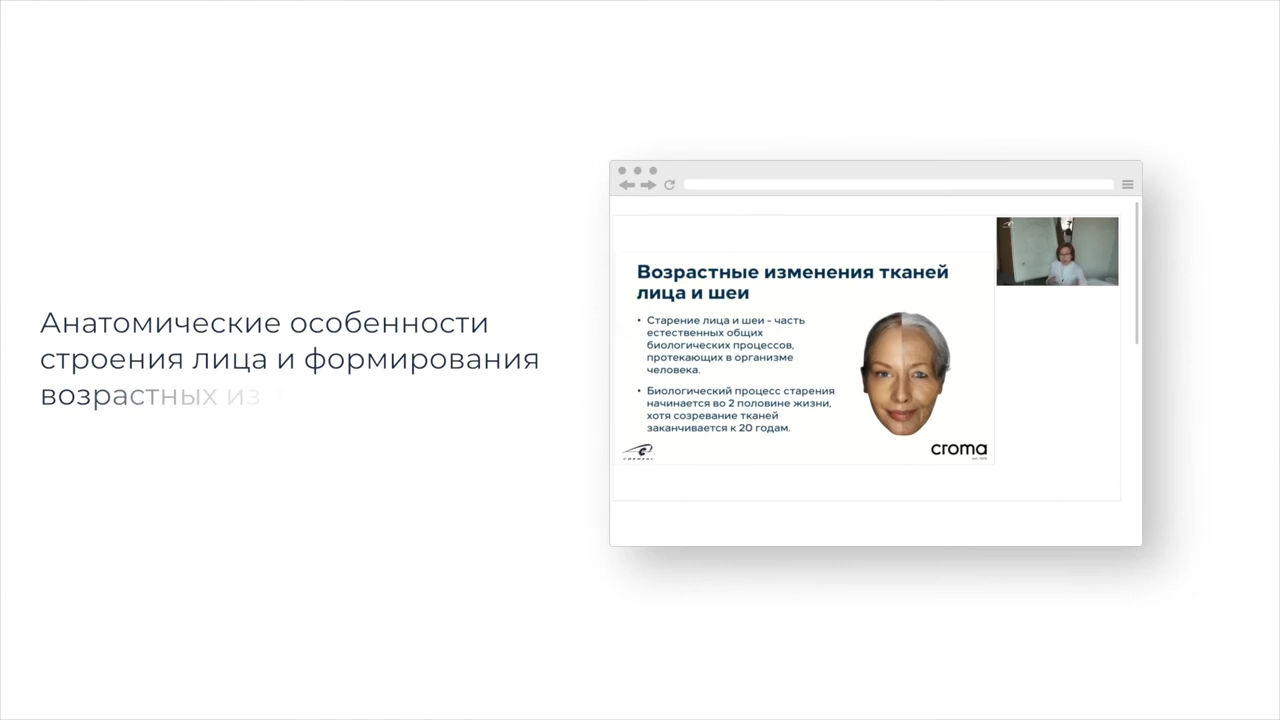 Анатомические особенности
строения лица и формирования
возрастных из
Возрастные изменения тканей
лица и шеи
• Старение лица и шеи - часть
естественных общих
биологических процессов,
протекающих в организме
человека.
• Биологический процесс старения
начинается во 2 половине жизни,
хотя созревание тканей
заканчивается к 20 годам.
croma